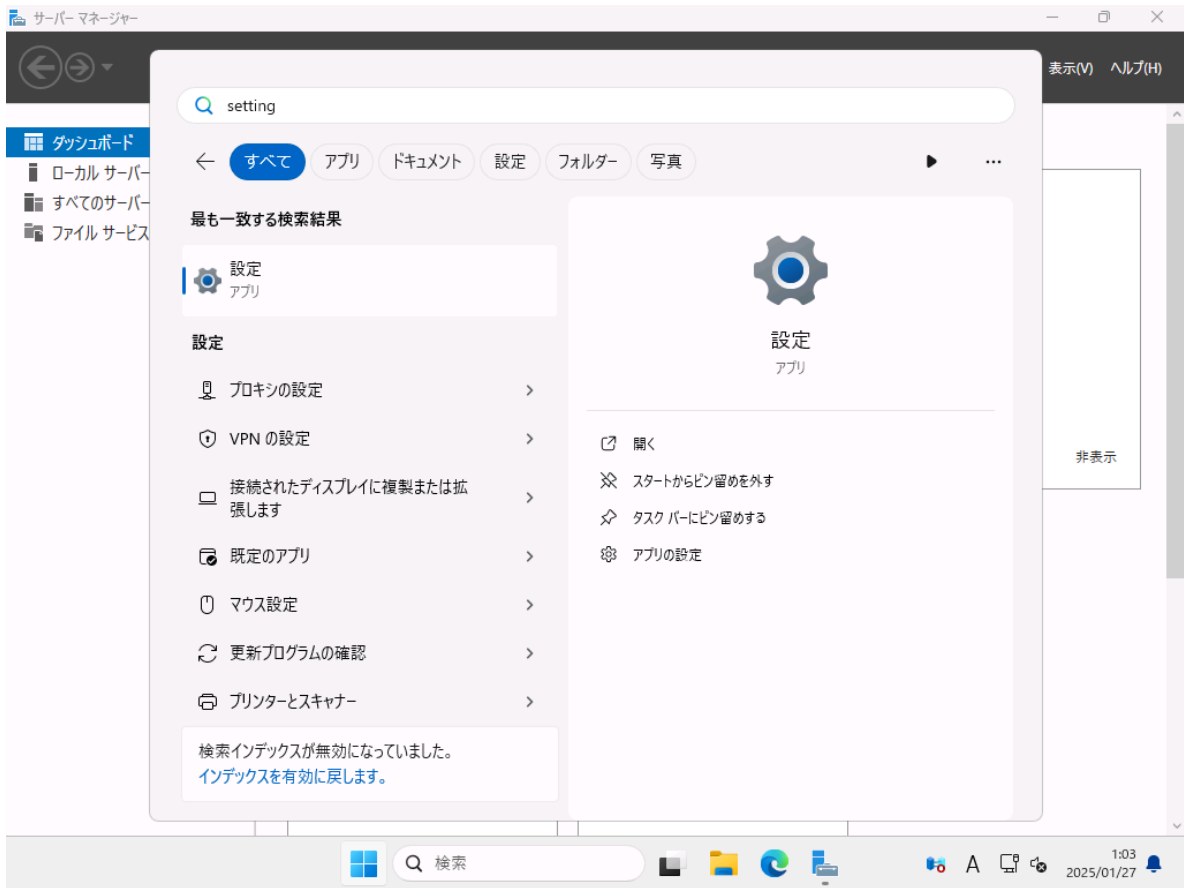 サーバー マネージャー
表示(V) ヘルプ(H)
setting
すべて アプリ ドキュメント 設定 フォルダー 写真
ダッシュボード
ローカル サーバー
すべてのサーバー
ファイル サービス
最も一致する検索結果
設定
アプリ
設定
プロキシの設定
VPN の設定
接続されたディスプレイに複製または拡
張します
既定のアプリ
マウス設定
更新プログラムの確認
プリンターとスキャナー
検索インデックスが無効になっていました。
インデックスを有効に戻します。
設定
アプリ
開く
スタートからピン留めを外す
タスク バーにピン留めする
アプリの設定
非表示
検索
A
1:03
2025/01/27